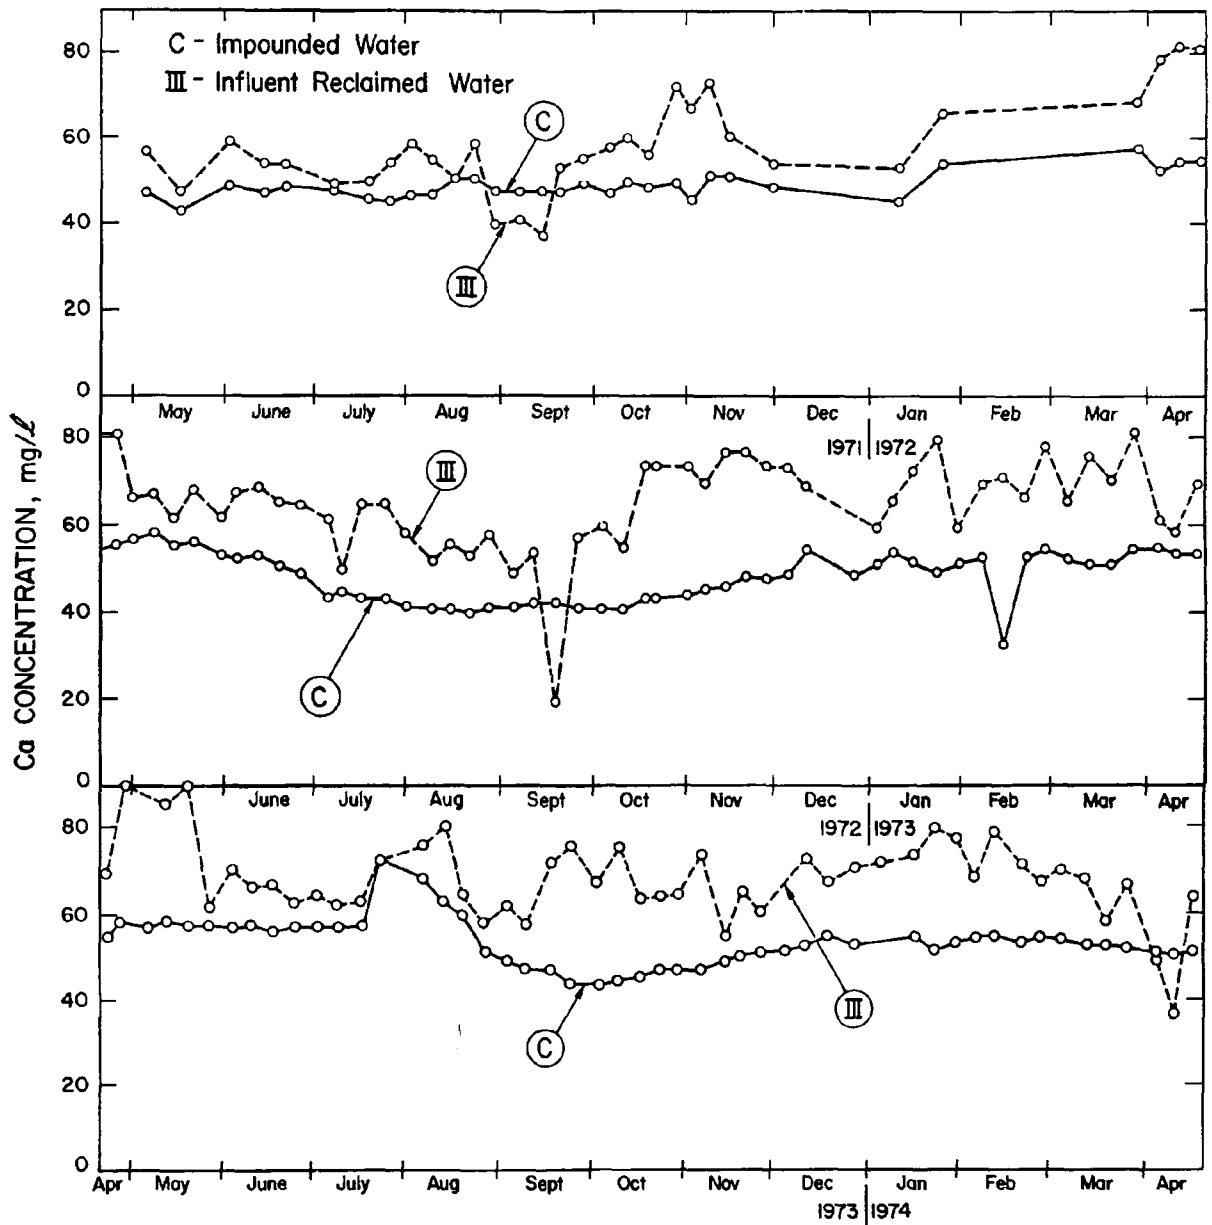 80
C - Impounded Water
III - Influent Reclaimed Water
60
C
40
III
20
0
May June July Aug Sept Oct Nov Dec Jan Feb Mar Apr
1971 1972
80
III
60
40
C
20
0
June July Aug Sept Oct Nov Dec Jan Feb Mar Apr
1972 1973
80
60
40
III
C
20
0
Apr May June July Aug Sept Oct Nov Dec Jan Feb Mar Apr
1973 1974
Ca CONCENTRATION, mg/ℓ